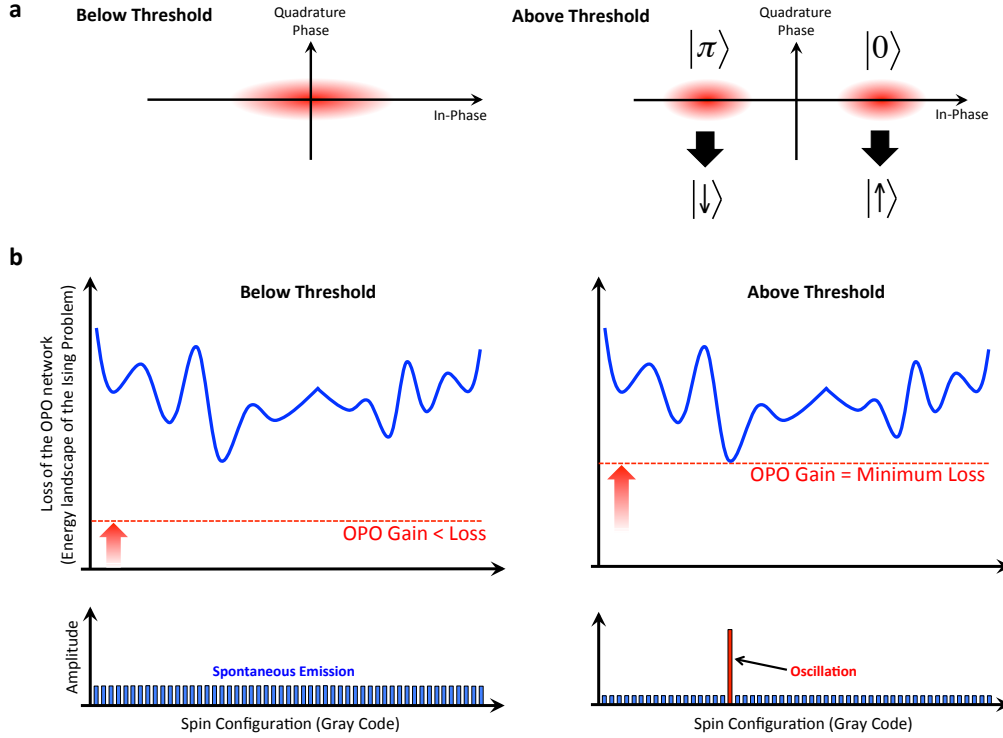 a
Below Threshold
Quadrature
Phase
In-Phase
Above Threshold
Quadrature
Phase
|π⟩
|0⟩
In-Phase
|↓⟩
|↑⟩
b
Loss of the OPO network
(Energy landscape of the Ising Problem)
Below Threshold
OPO Gain < Loss
Above Threshold
OPO Gain = Minimum Loss
Amplitude
Spontaneous Emission
Spin Configuration (Gray Code)
Oscillation
Spin Configuration (Gray Code)